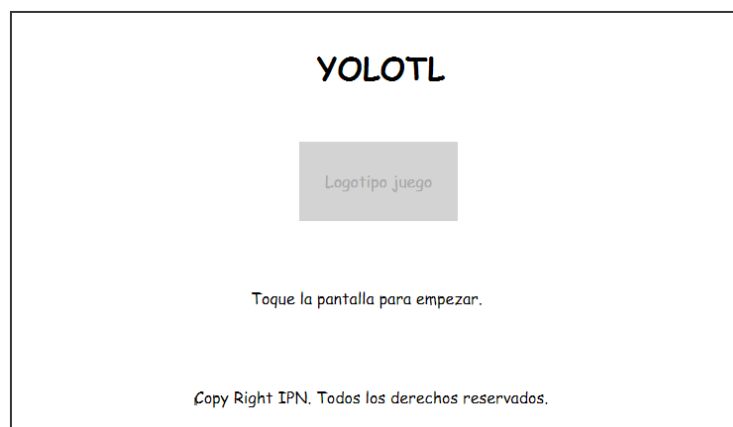 YOLOTL
Logotipo juego
Toque la pantalla para empezar.
Copy Right IPN. Todos los derechos reservados.